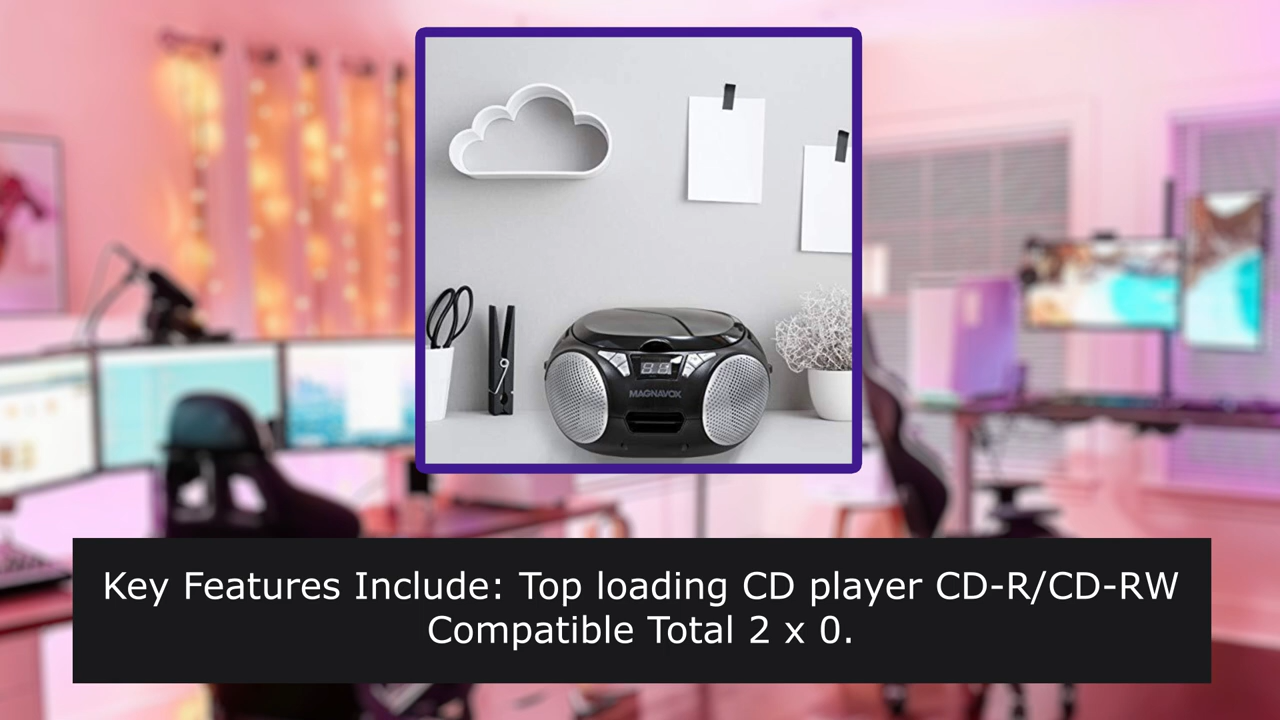 MAGNAVOX
Key Features Include: Top loading CD player CD-R/CD-RW
Compatible Total 2 x 0.